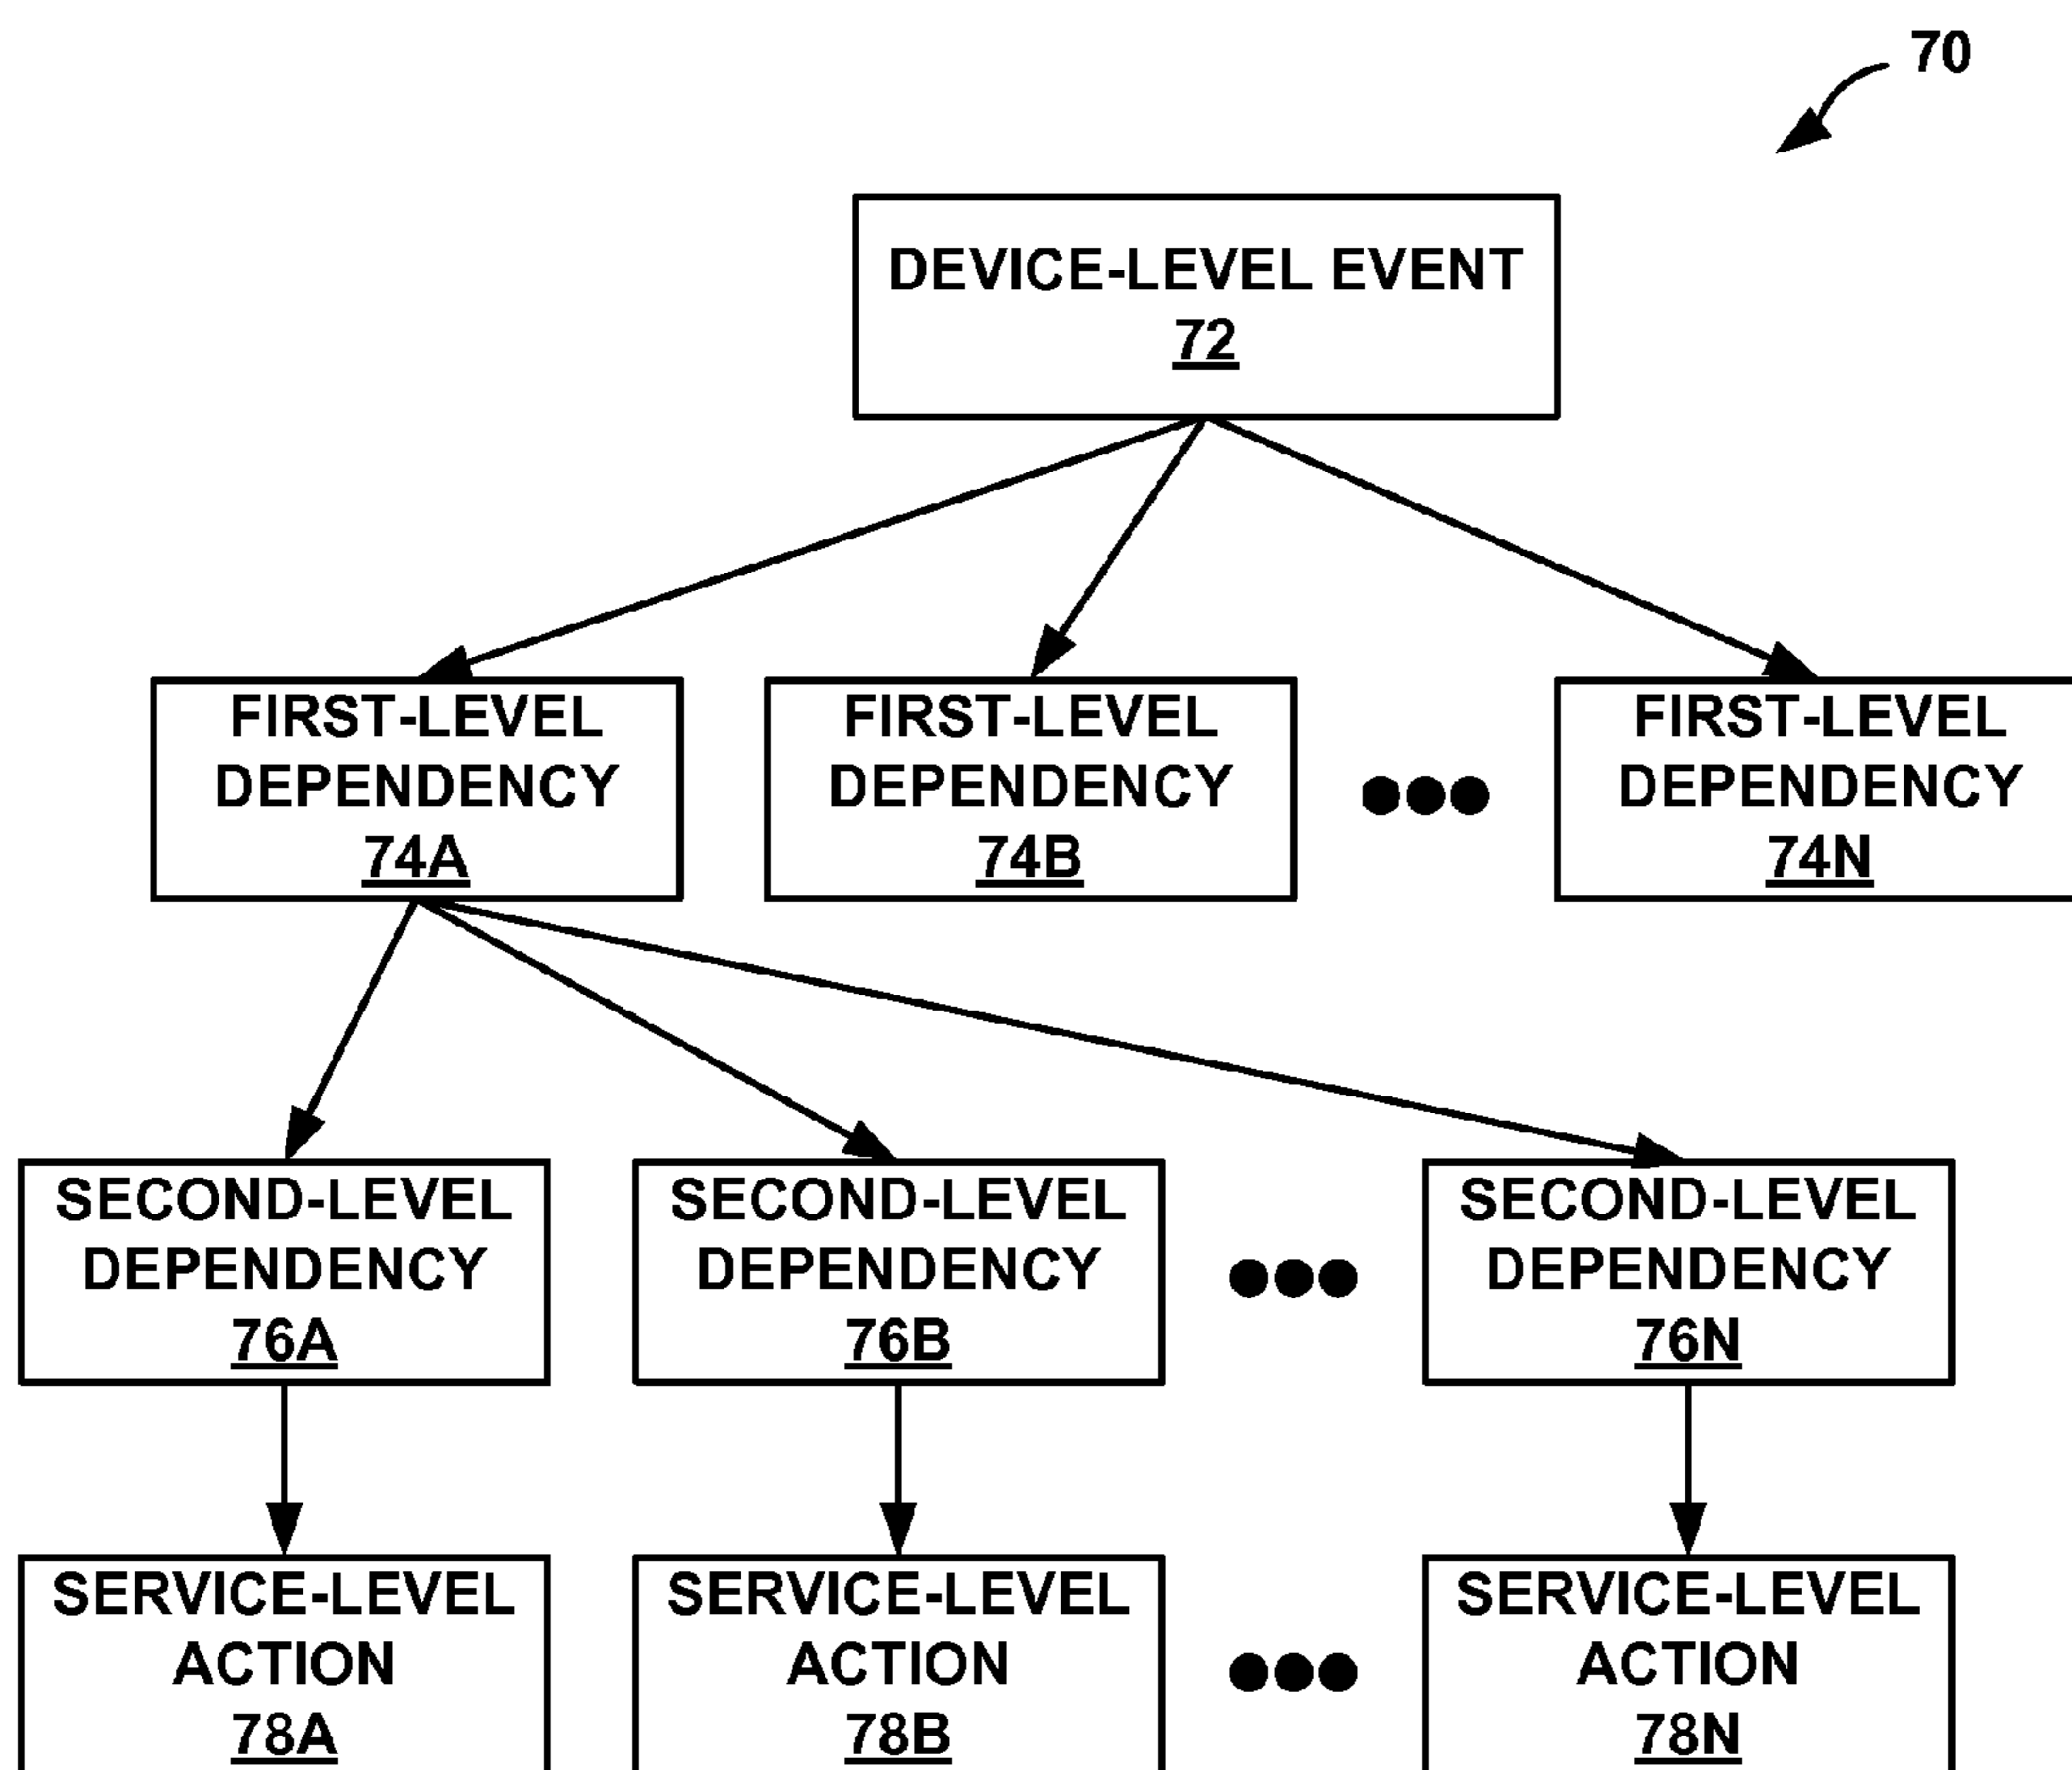 70
DEVICE-LEVEL EVENT
72
FIRST-LEVEL
DEPENDENCY
74A
FIRST-LEVEL
DEPENDENCY
74B
FIRST-LEVEL
DEPENDENCY
74N
SECOND-LEVEL
DEPENDENCY
76A
SECOND-LEVEL
DEPENDENCY
76B
SECOND-LEVEL
DEPENDENCY
76N
SERVICE-LEVEL
ACTION
78A
SERVICE-LEVEL
ACTION
78B
SERVICE-LEVEL
ACTION
78N